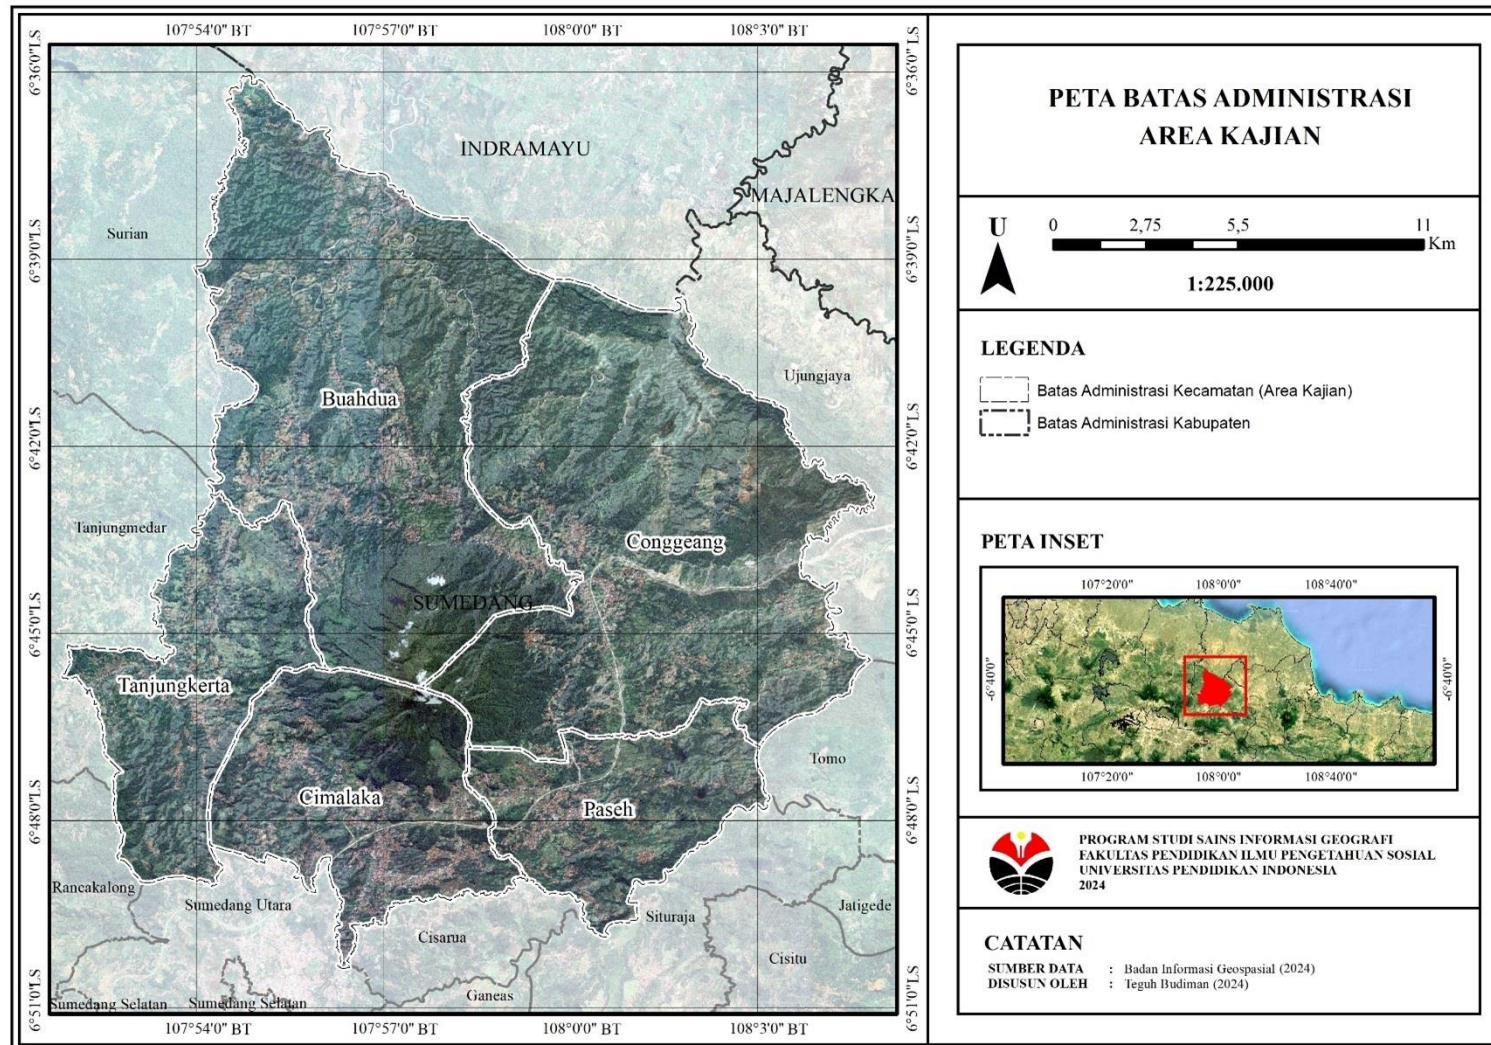 107°54'0" BT
107°57'0" BT
108°0'0" BT
108°3'0" BT
6°36'0"LS
6°36'0"LS
INDRAMAYU
MAJALENGKA
Surian
6°39'0"LS
6°39'0"LS
Buahdua
Ujungjaya
6°42'0"LS
6°42'0"LS
Tanjungmedar
Conggeang
SUMEDANG
6°45'0"LS
6°45'0"LS
Tanjungkerta
Tomo
Cimalaka
Paseh
6°48'0"LS
6°48'0"LS
Rancakalong
Sumedang Utara
Situraja
Jatigede
Cisarua
Cisitu
Ganeas
Sumedang Selatan
Sumedang Selatan
6°51'0"LS
6°51'0"LS
107°54'0" BT
107°57'0" BT
108°0'0" BT
108°3'0" BT
PETA BATAS ADMINISTRASI
AREA KAJIAN
U
0 2,75 5,5 11
Km
1:225.000
LEGENDA
Batas Administrasi Kecamatan (Area Kajian)
Batas Administrasi Kabupaten
PETA INSET
107°20'0" 108°0'0" 108°40'0"
-6°40'0"
-6°40'0"
107°20'0" 108°0'0" 108°40'0"
PROGRAM STUDI SAINS INFORMASI GEOGRAFI
FAKULTAS PENDIDIKAN ILMU PENGETAHUAN SOSIAL
UNIVERSITAS PENDIDIKAN INDONESIA
2024
CATATAN
SUMBER DATA : Badan Informasi Geospasial (2024)
DISUSUN OLEH : Teguh Budiman (2024)